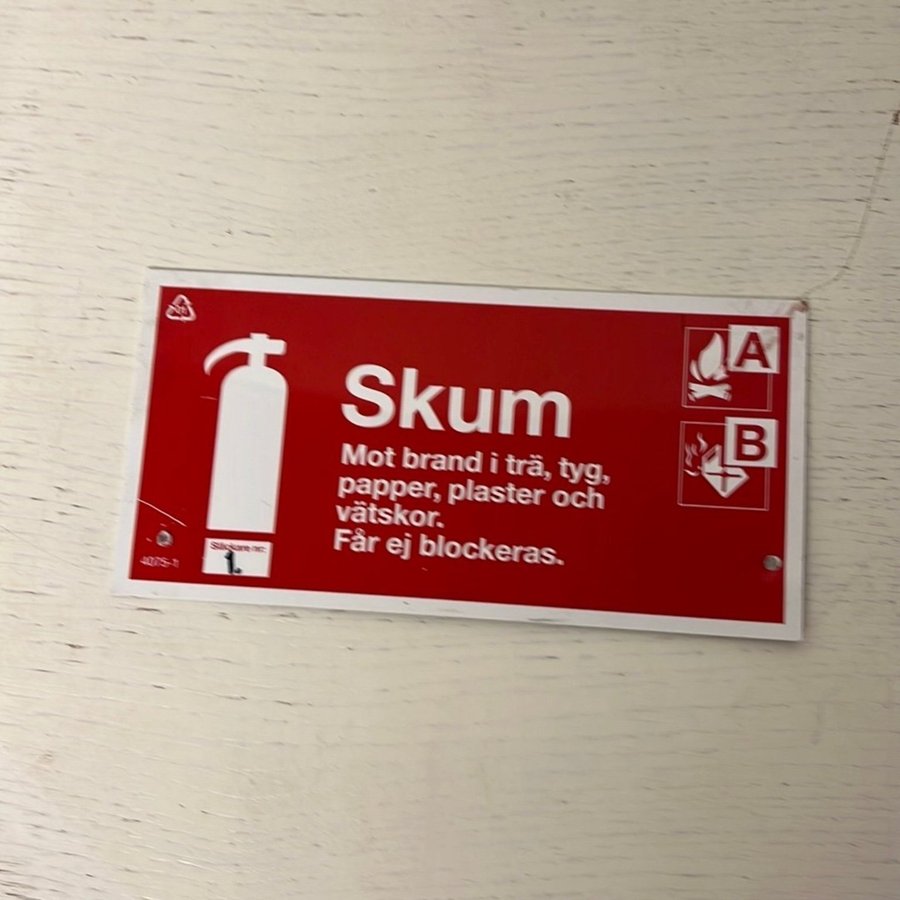 Skum
Mot brand i trä, tyg,
papper, plaster och
vätskor.
Får ej blockeras.
A
B
Släckare nr:
1.
4075-1